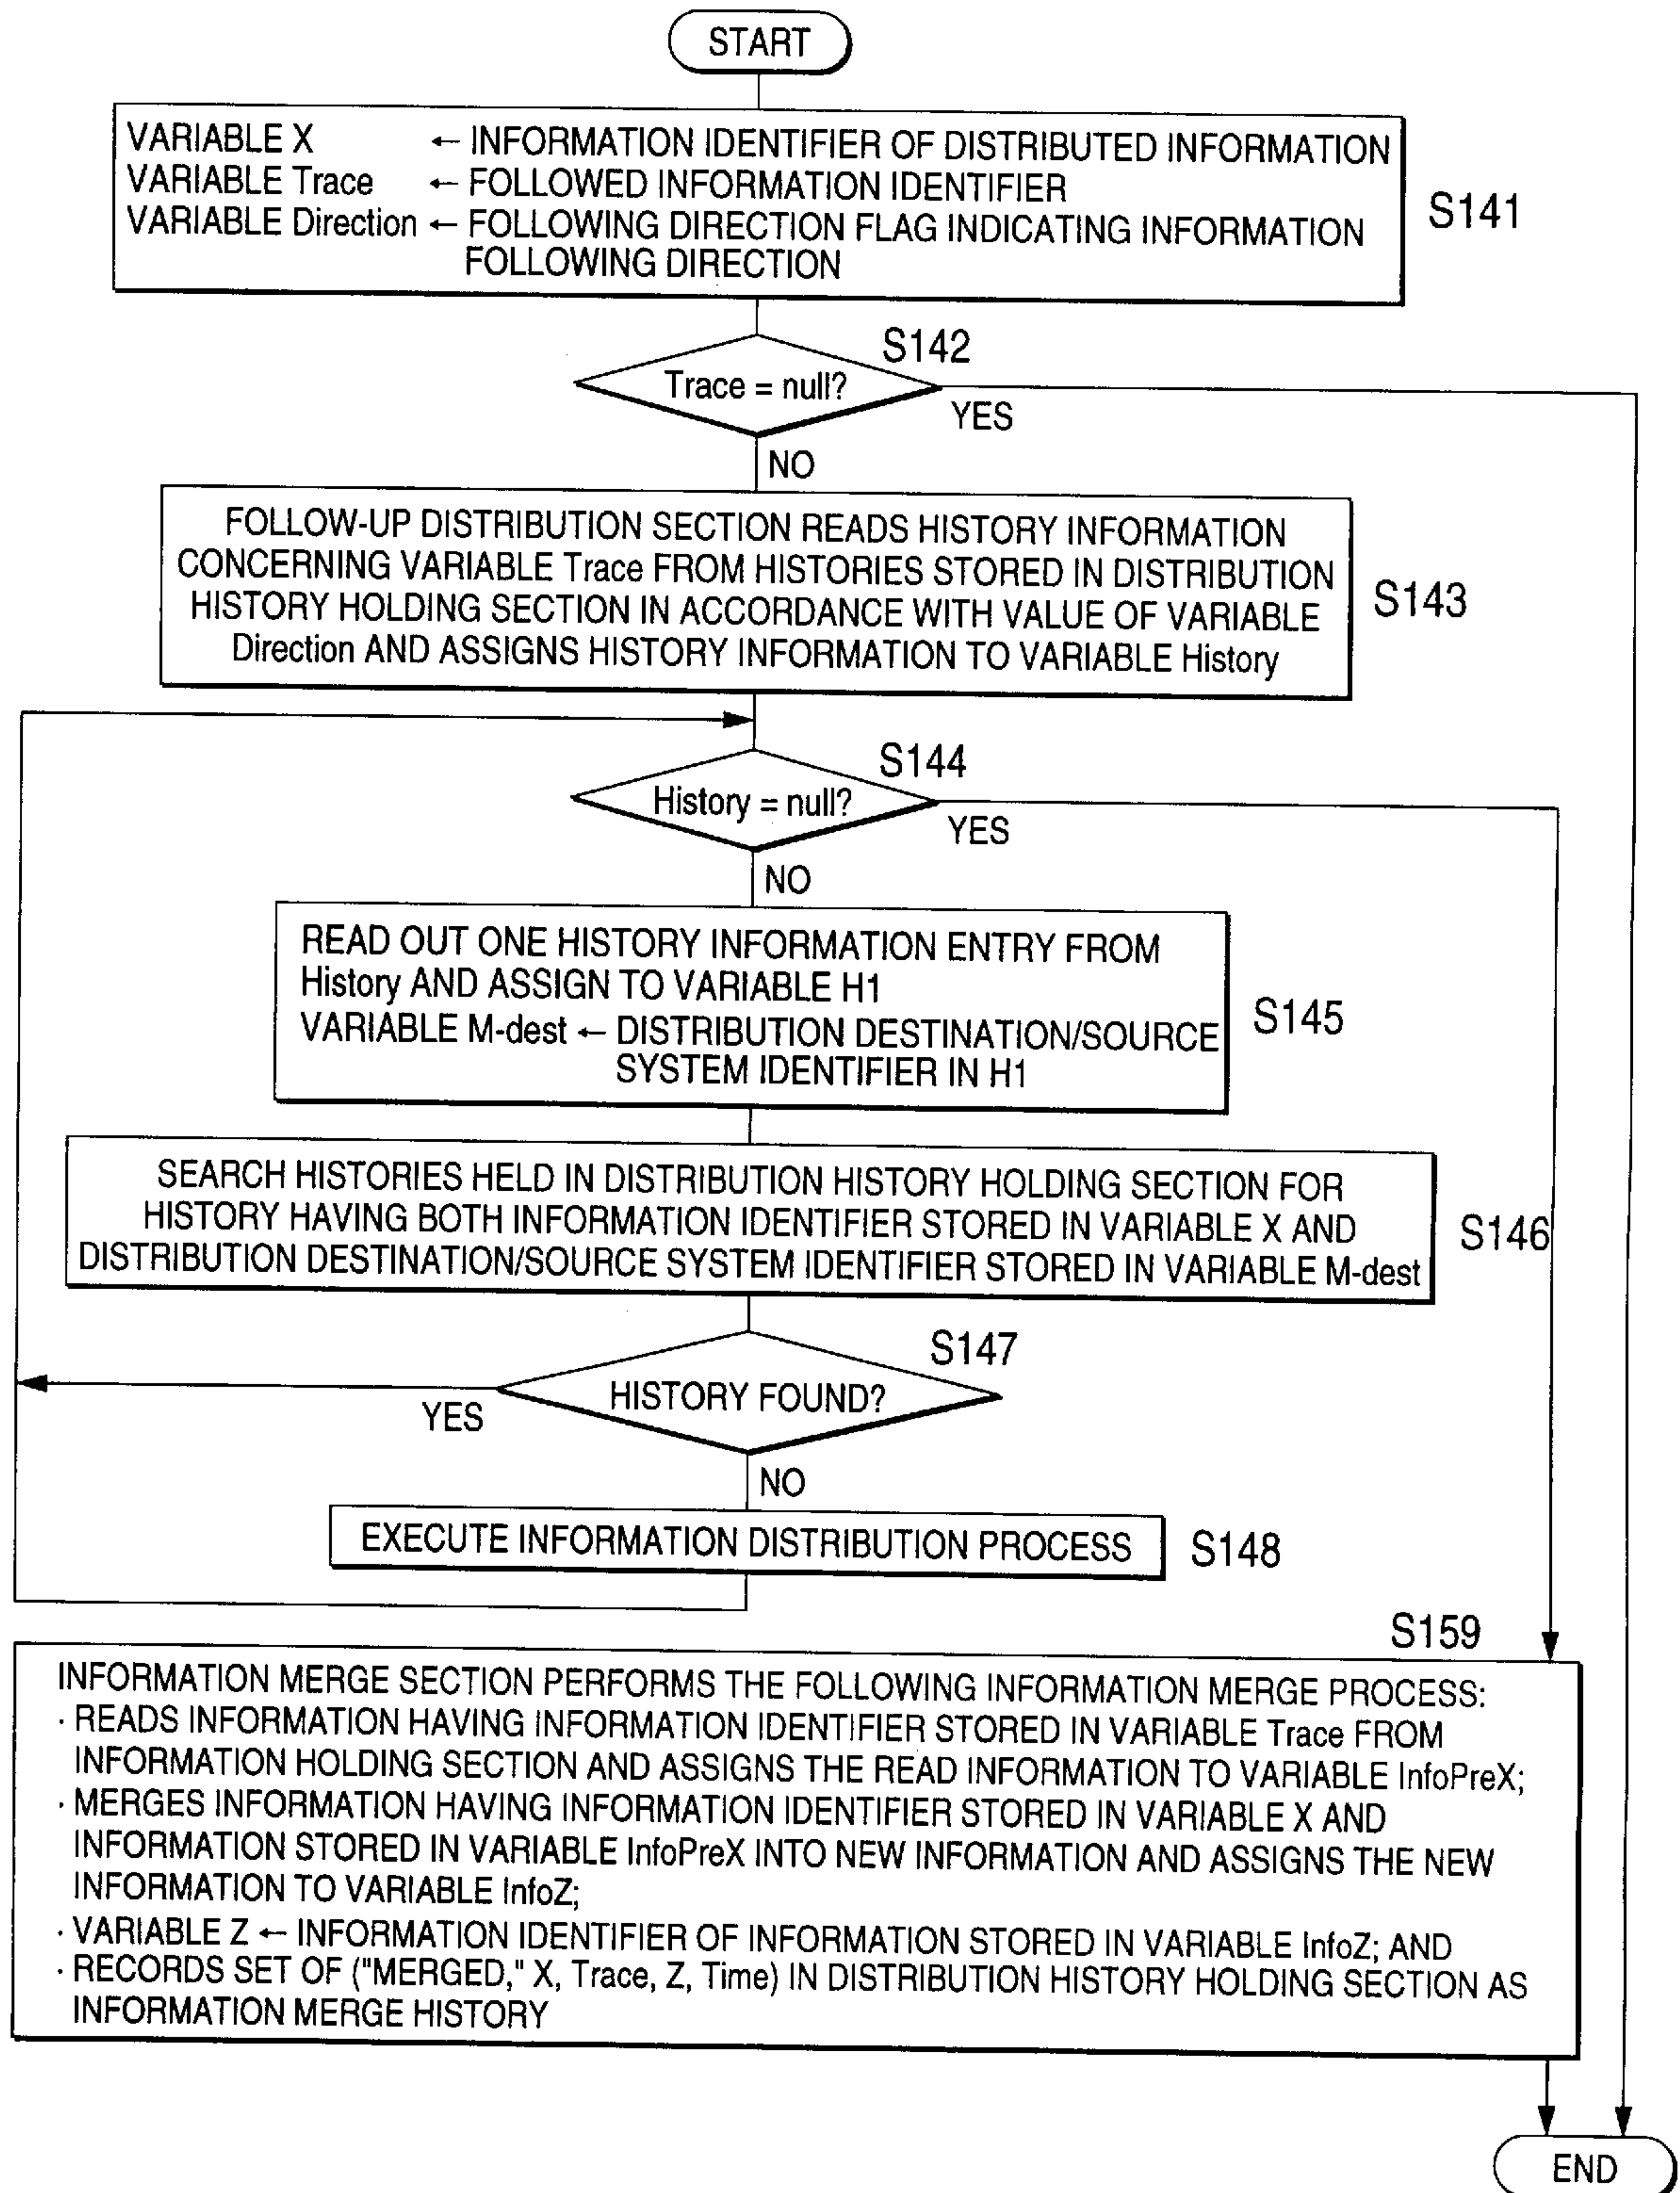 START
VARIABLE X ← INFORMATION IDENTIFIER OF DISTRIBUTED INFORMATION
VARIABLE Trace ← FOLLOWED INFORMATION IDENTIFIER
VARIABLE Direction ← FOLLOWING DIRECTION FLAG INDICATING INFORMATION
FOLLOWING DIRECTION
S141
S142
Trace = null?
YES
NO
FOLLOW-UP DISTRIBUTION SECTION READS HISTORY INFORMATION
CONCERNING VARIABLE Trace FROM HISTORIES STORED IN DISTRIBUTION
HISTORY HOLDING SECTION IN ACCORDANCE WITH VALUE OF VARIABLE
Direction AND ASSIGNS HISTORY INFORMATION TO VARIABLE History
S143
S144
History = null?
YES
NO
READ OUT ONE HISTORY INFORMATION ENTRY FROM
History AND ASSIGN TO VARIABLE H1
VARIABLE M-dest ← DISTRIBUTION DESTINATION/SOURCE
SYSTEM IDENTIFIER IN H1
S145
SEARCH HISTORIES HELD IN DISTRIBUTION HISTORY HOLDING SECTION FOR
HISTORY HAVING BOTH INFORMATION IDENTIFIER STORED IN VARIABLE X AND
DISTRIBUTION DESTINATION/SOURCE SYSTEM IDENTIFIER STORED IN VARIABLE M-dest
S146
S147
HISTORY FOUND?
YES
NO
EXECUTE INFORMATION DISTRIBUTION PROCESS
S148
S159
INFORMATION MERGE SECTION PERFORMS THE FOLLOWING INFORMATION MERGE PROCESS:
· READS INFORMATION HAVING INFORMATION IDENTIFIER STORED IN VARIABLE Trace FROM
INFORMATION HOLDING SECTION AND ASSIGNS THE READ INFORMATION TO VARIABLE InfoPreX;
· MERGES INFORMATION HAVING INFORMATION IDENTIFIER STORED IN VARIABLE X AND
INFORMATION STORED IN VARIABLE InfoPreX INTO NEW INFORMATION AND ASSIGNS THE NEW
INFORMATION TO VARIABLE InfoZ;
· VARIABLE Z ← INFORMATION IDENTIFIER OF INFORMATION STORED IN VARIABLE InfoZ; AND
· RECORDS SET OF ("MERGED," X, Trace, Z, Time) IN DISTRIBUTION HISTORY HOLDING SECTION AS
INFORMATION MERGE HISTORY
END